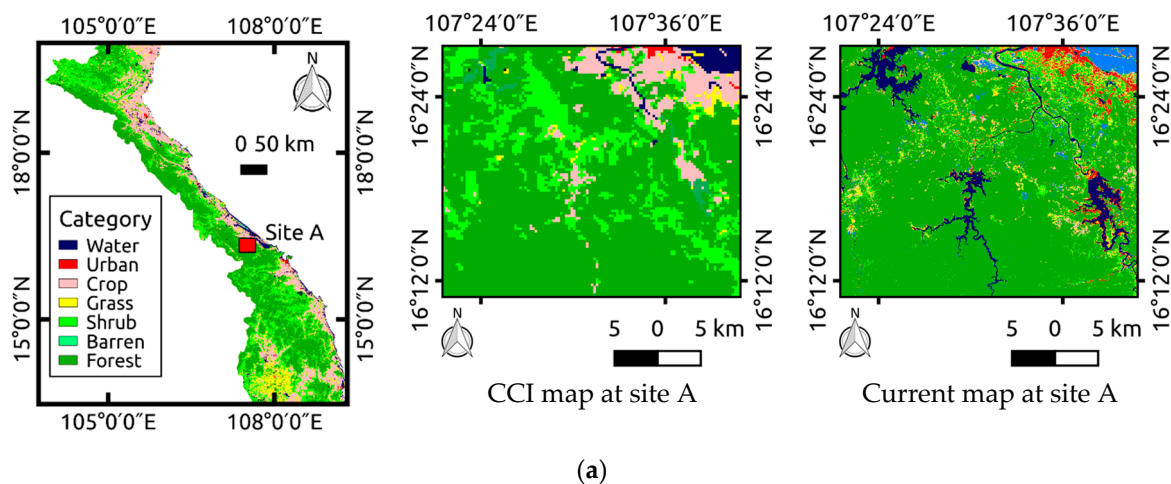 105°0′0″E 108°0′0″E
N
0 50 km
18°0′0″N
15°0′0″N
18°0′0″N
15°0′0″N
Category
Water
Urban
Crop
Grass
Shrub
Barren
Forest
Site A
105°0′0″E 108°0′0″E
107°24′0″E 107°36′0″E
16°24′0″N
16°12′0″N
16°24′0″N
16°12′0″N
N
5 0 5 km
CCI map at site A
107°24′0″E 107°36′0″E
16°24′0″N
16°12′0″N
16°24′0″N
16°12′0″N
N
5 0 5 km
Current map at site A
(a)